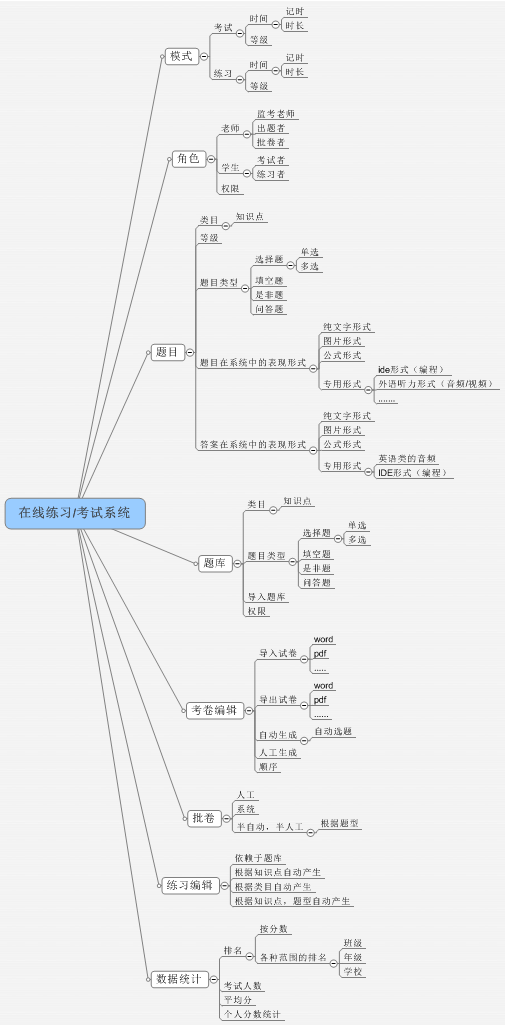 在线练习/考试系统
模式
考试
时间
记时
时长
等级
练习
时间
记时
时长
等级
角色
老师
监考老师
出题者
批卷者
学生
考试者
练习者
权限
题目
类目
知识点
等级
题目类型
选择题
单选
多选
填空题
是非题
问答题
题目在系统中的表现形式
纯文字形式
图片形式
公式形式
专用形式
ide形式（编程）
外语听力形式（音频/视频）
.......
答案在系统中的表现形式
纯文字形式
图片形式
公式形式
专用形式
英语类的音频
IDE形式（编程）
题库
类目
知识点
题目类型
选择题
单选
多选
填空题
是非题
问答题
导入题库
权限
考卷编辑
导入试卷
word
pdf
.....
导出试卷
word
pdf
......
自动生成
自动选题
人工生成
顺序
批卷
人工
系统
半自动，半人工
根据题型
练习编辑
依赖于题库
根据知识点自动产生
根据类目自动产生
根据知识点，题型自动产生
数据统计
排名
按分数
各种范围的排名
班级
年级
学校
考试人数
平均分
个人分数统计